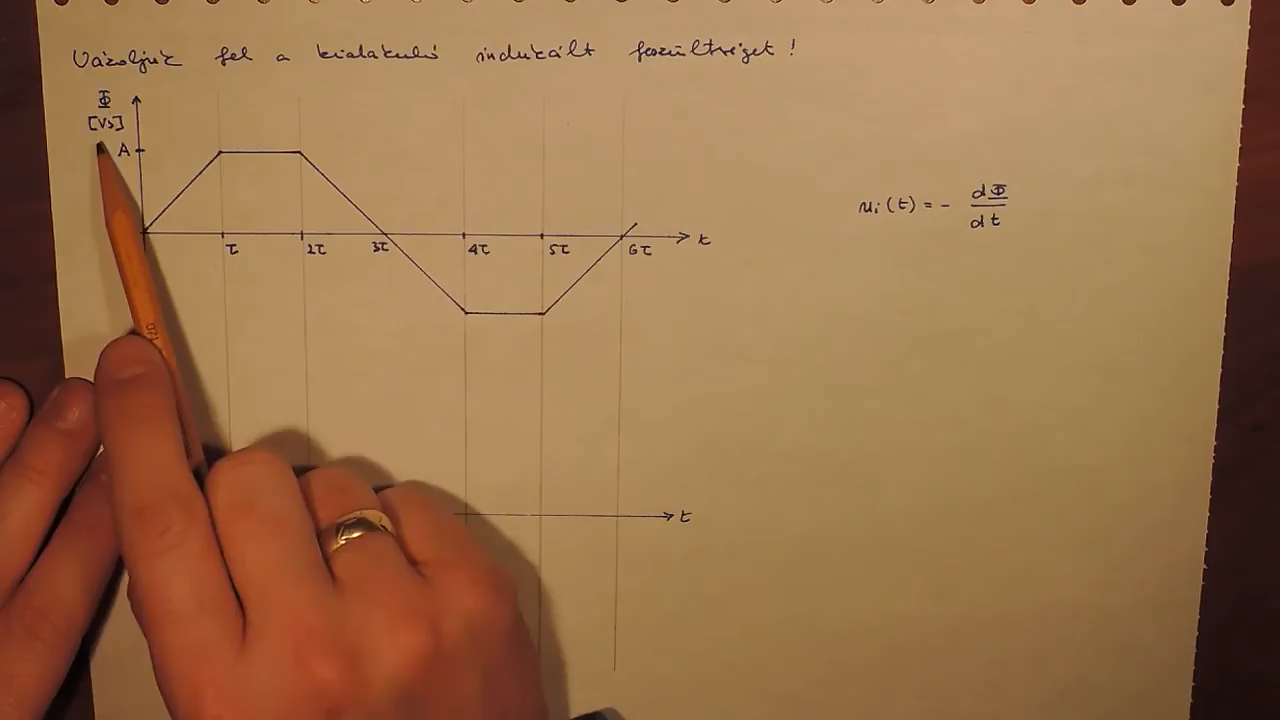 Vázoljuk fel a kialakuló indukált feszültséget !
Φ
[Vs]
A
τ 2τ 3τ 4τ 5τ 6τ t
uᵢ(t) = - dΦ
dt
t